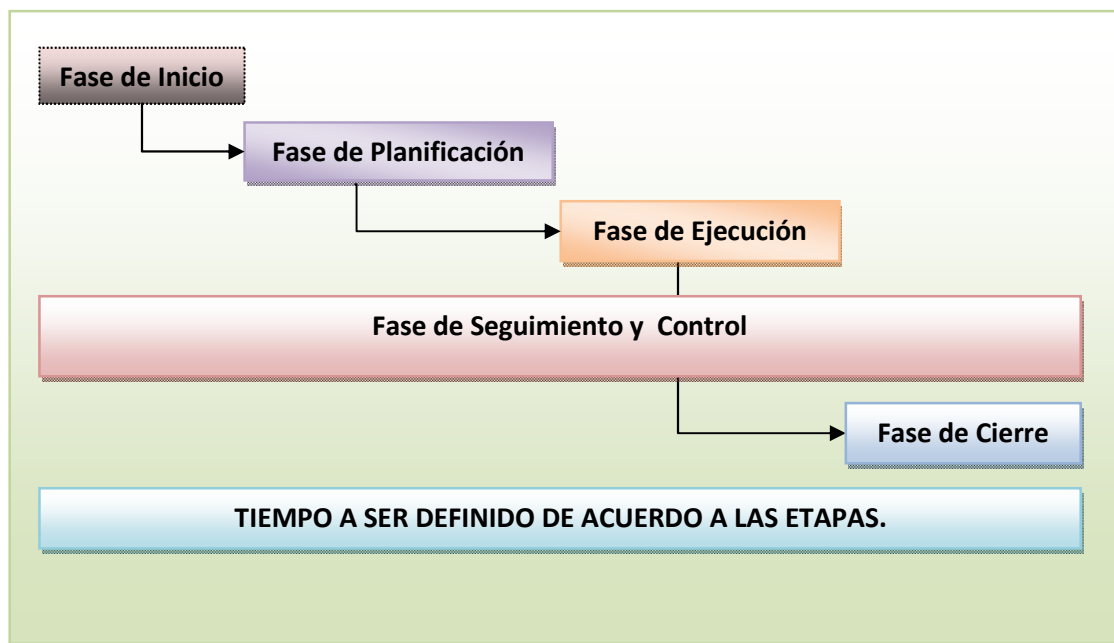 Fase de Inicio
Fase de Planificación
Fase de Ejecución
Fase de Seguimiento y Control
Fase de Cierre
TIEMPO A SER DEFINIDO DE ACUERDO A LAS ETAPAS.